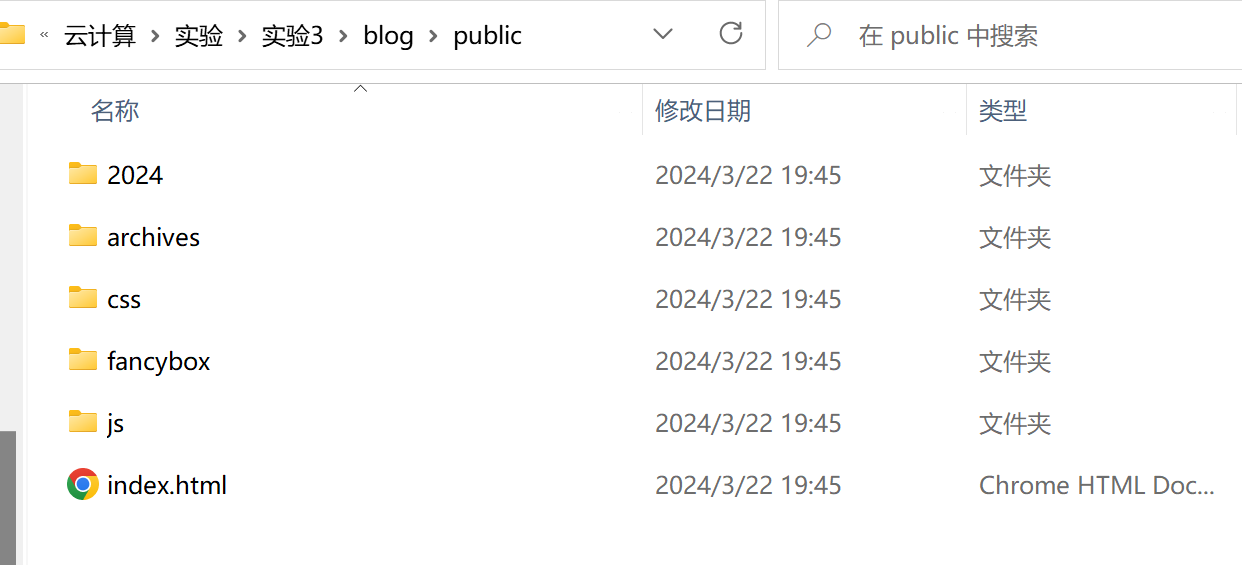 « 云计算 › 实验 › 实验3 › blog › public 在 public 中搜索
名称 修改日期 类型
2024 2024/3/22 19:45 文件夹
archives 2024/3/22 19:45 文件夹
css 2024/3/22 19:45 文件夹
fancybox 2024/3/22 19:45 文件夹
js 2024/3/22 19:45 文件夹
index.html 2024/3/22 19:45 Chrome HTML Doc...